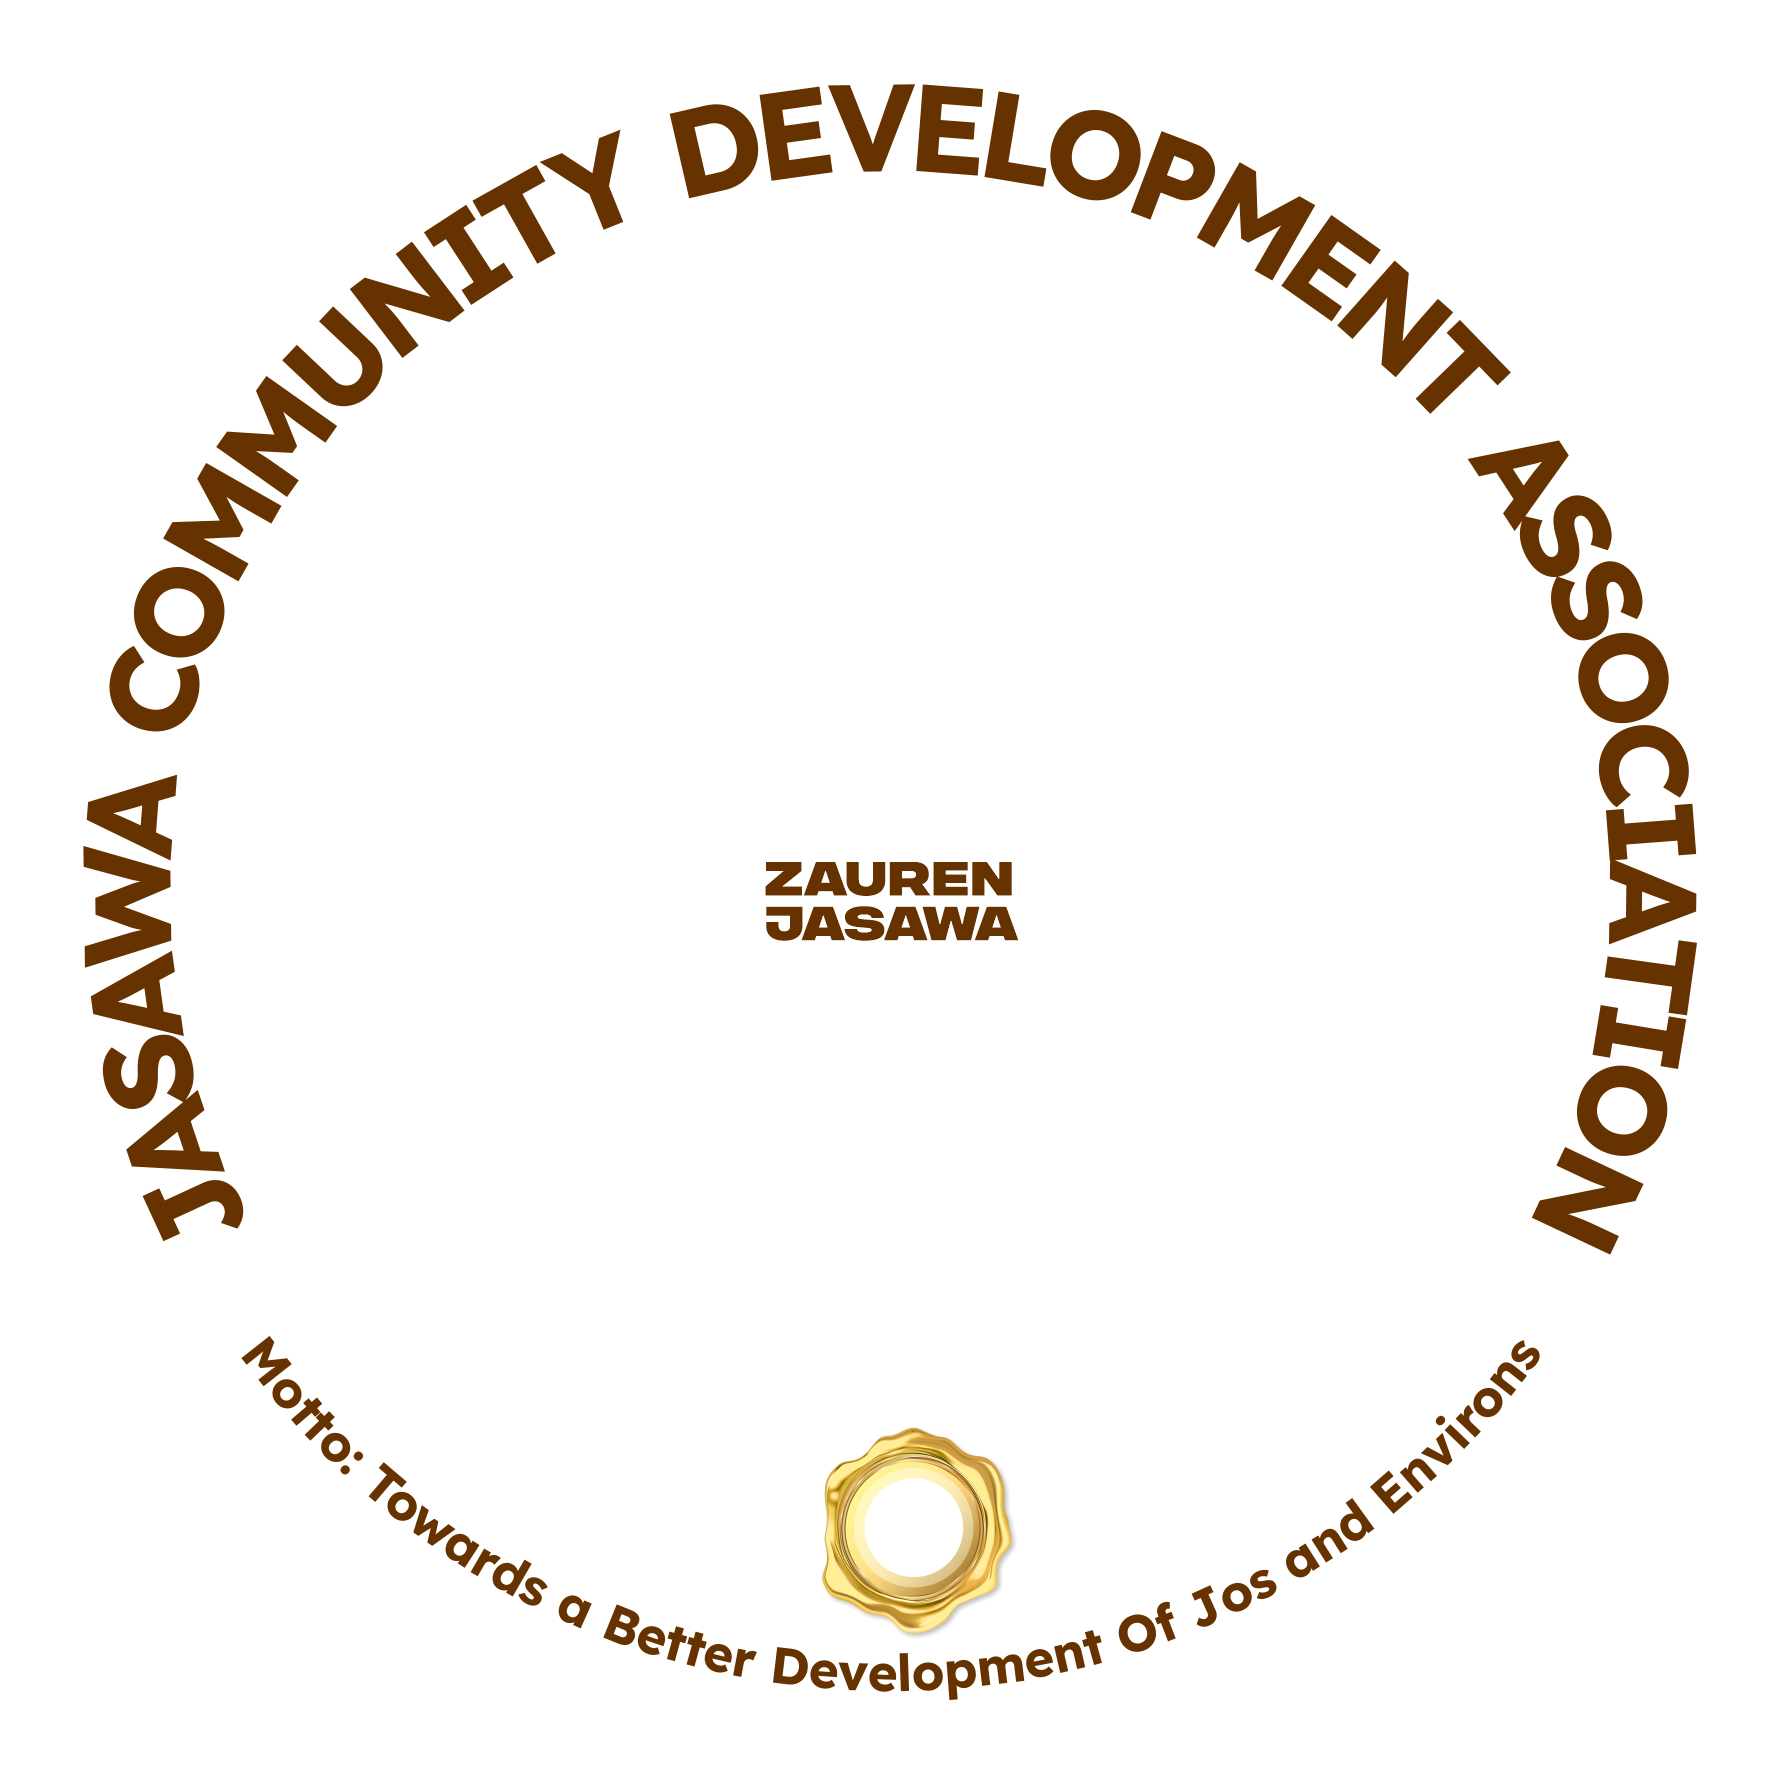 JASAWA COMMUNITY DEVELOPMENT ASSOCIATION
ZAUREN
JASAWA
Motto: Towards a Better Development Of Jos and Environs